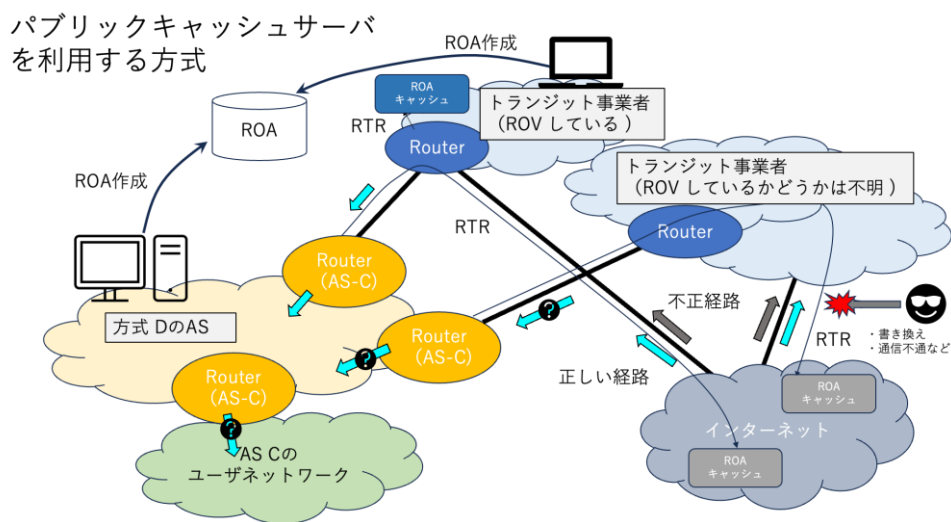 パブリックキャッシュサーバ
を利用する方式
ROA作成
ROA
キャッシュ
トランジット事業者
（ROV している ）
RTR
ROA
Router
トランジット事業者
（ROV しているかどうかは不明）
ROA作成
RTR
Router
Router
(AS-C)
不正経路
?
RTR
・書き換え
・通信不通など
方式 DのAS
Router
(AS-C)
?
正しい経路
Router
(AS-C)
?
ROA
キャッシュ
インターネット
AS Cの
ユーザネットワーク
ROA
キャッシュ